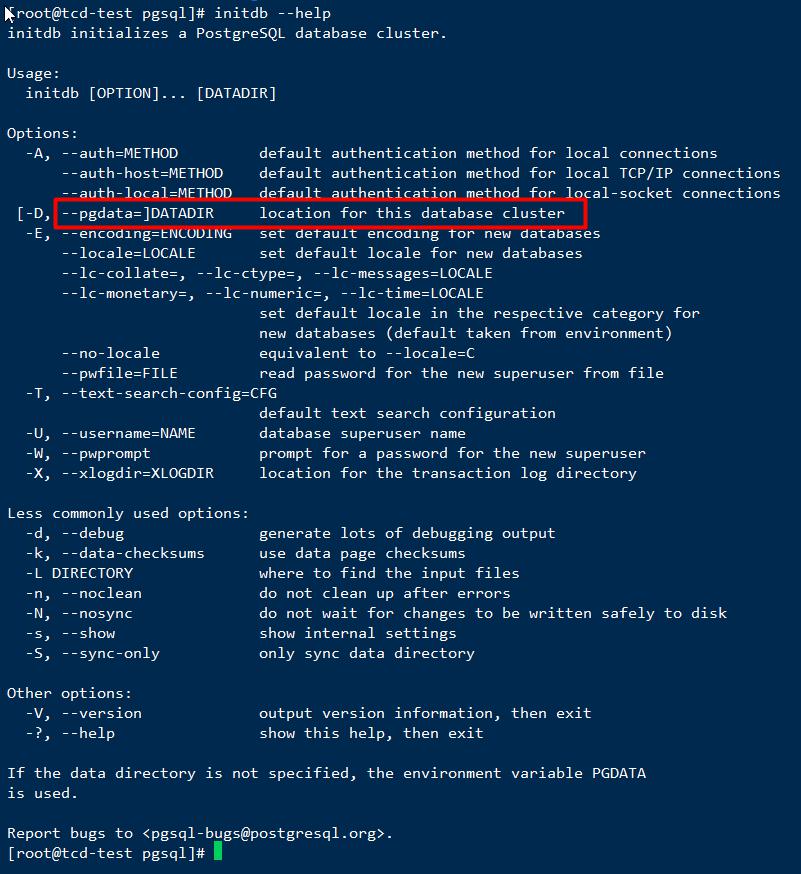 [root@tcd-test pgsql]# initdb --help
initdb initializes a PostgreSQL database cluster.

Usage:
  initdb [OPTION]... [DATADIR]

Options:
  -A, --auth=METHOD         default authentication method for local connections
      --auth-host=METHOD    default authentication method for local TCP/IP connections
      --auth-local=METHOD   default authentication method for local-socket connections
 [-D, --pgdata=]DATADIR     location for this database cluster
  -E, --encoding=ENCODING   set default encoding for new databases
      --locale=LOCALE       set default locale for new databases
      --lc-collate=, --lc-ctype=, --lc-messages=LOCALE
      --lc-monetary=, --lc-numeric=, --lc-time=LOCALE
                            set default locale in the respective category for
                            new databases (default taken from environment)
      --no-locale           equivalent to --locale=C
      --pwfile=FILE         read password for the new superuser from file
  -T, --text-search-config=CFG
                            default text search configuration
  -U, --username=NAME       database superuser name
  -W, --pwprompt            prompt for a password for the new superuser
  -X, --xlogdir=XLOGDIR     location for the transaction log directory

Less commonly used options:
  -d, --debug               generate lots of debugging output
  -k, --data-checksums      use data page checksums
  -L DIRECTORY              where to find the input files
  -n, --noclean             do not clean up after errors
  -N, --nosync              do not wait for changes to be written safely to disk
  -s, --show                show internal settings
  -S, --sync-only           only sync data directory

Other options:
  -V, --version             output version information, then exit
  -?, --help                show this help, then exit

If the data directory is not specified, the environment variable PGDATA
is used.

Report bugs to <pgsql-bugs@postgresql.org>.
[root@tcd-test pgsql]#